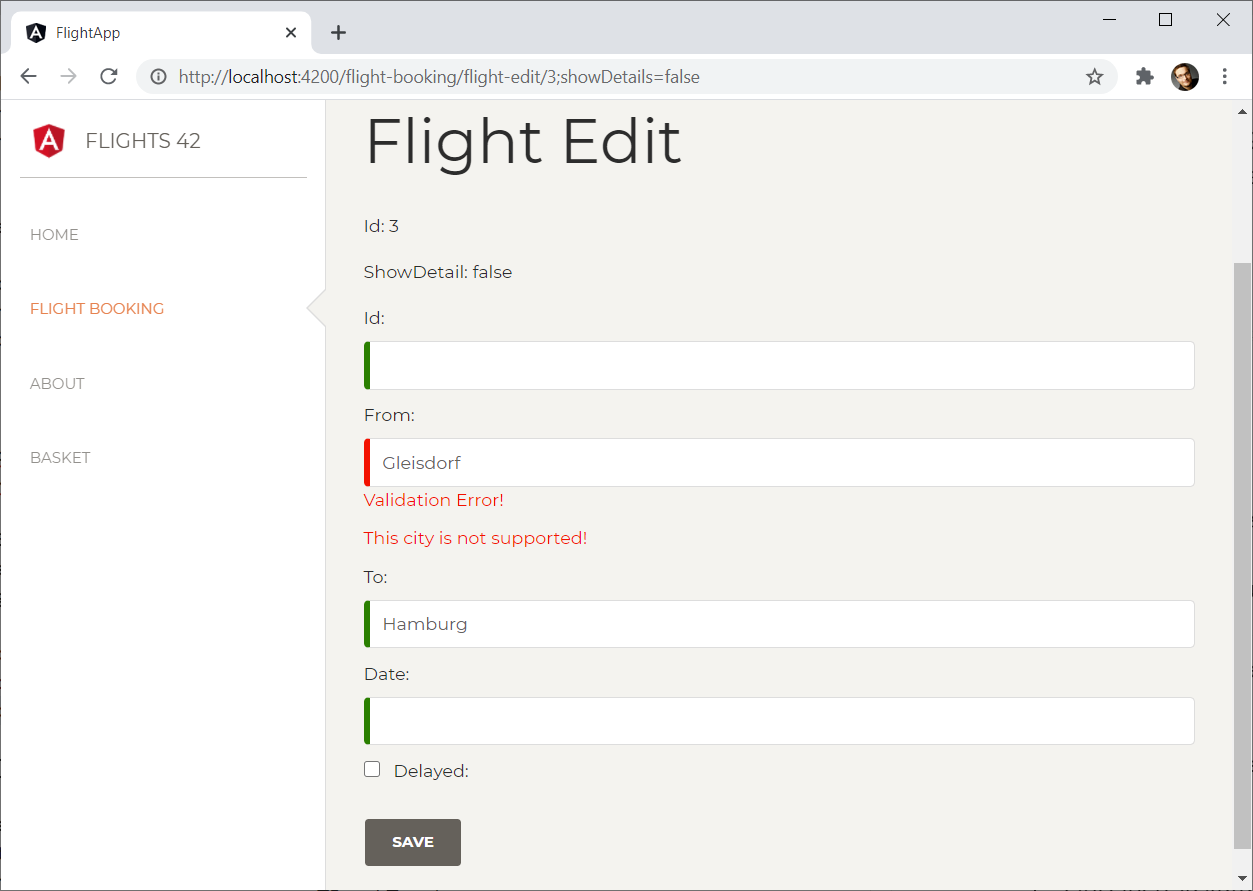 FlightApp
http://localhost:4200/flight-booking/flight-edit/3;showDetails=false
FLIGHTS 42
HOME
FLIGHT BOOKING
ABOUT
BASKET
Flight Edit
Id: 3
ShowDetail: false
Id:
From:
Gleisdorf
Validation Error!
This city is not supported!
To:
Hamburg
Date:
Delayed:
SAVE